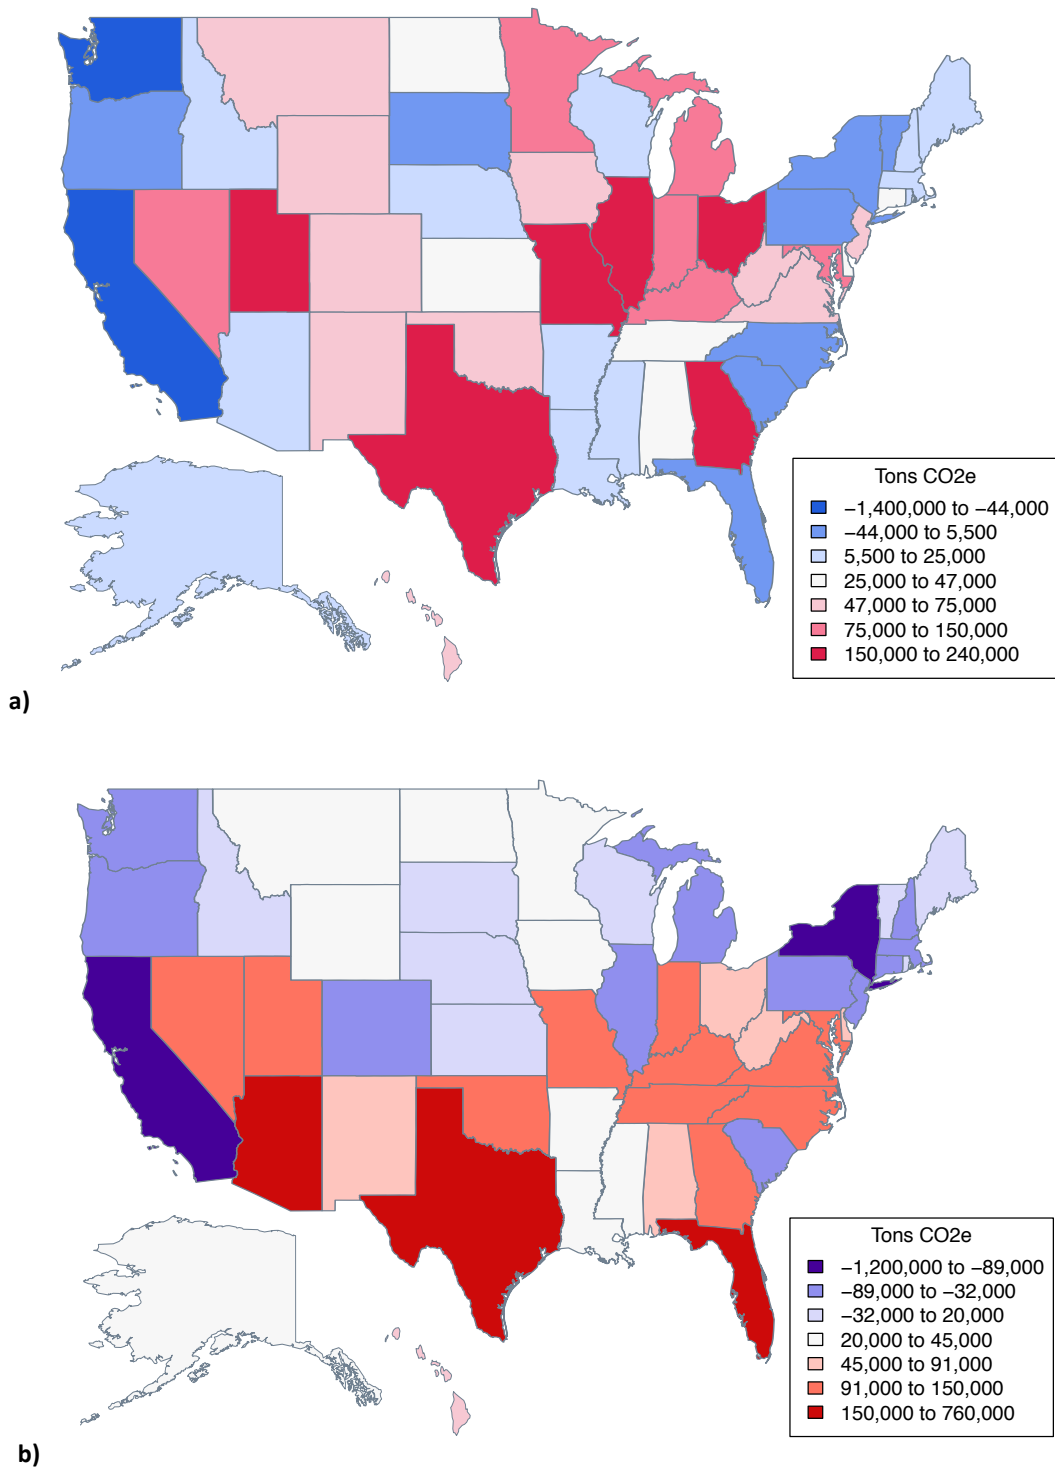 Tons CO2e
−1,400,000 to −44,000
−44,000 to 5,500
5,500 to 25,000
25,000 to 47,000
47,000 to 75,000
75,000 to 150,000
150,000 to 240,000
a)
Tons CO2e
−1,200,000 to −89,000
−89,000 to −32,000
−32,000 to 20,000
20,000 to 45,000
45,000 to 91,000
91,000 to 150,000
150,000 to 760,000
b)